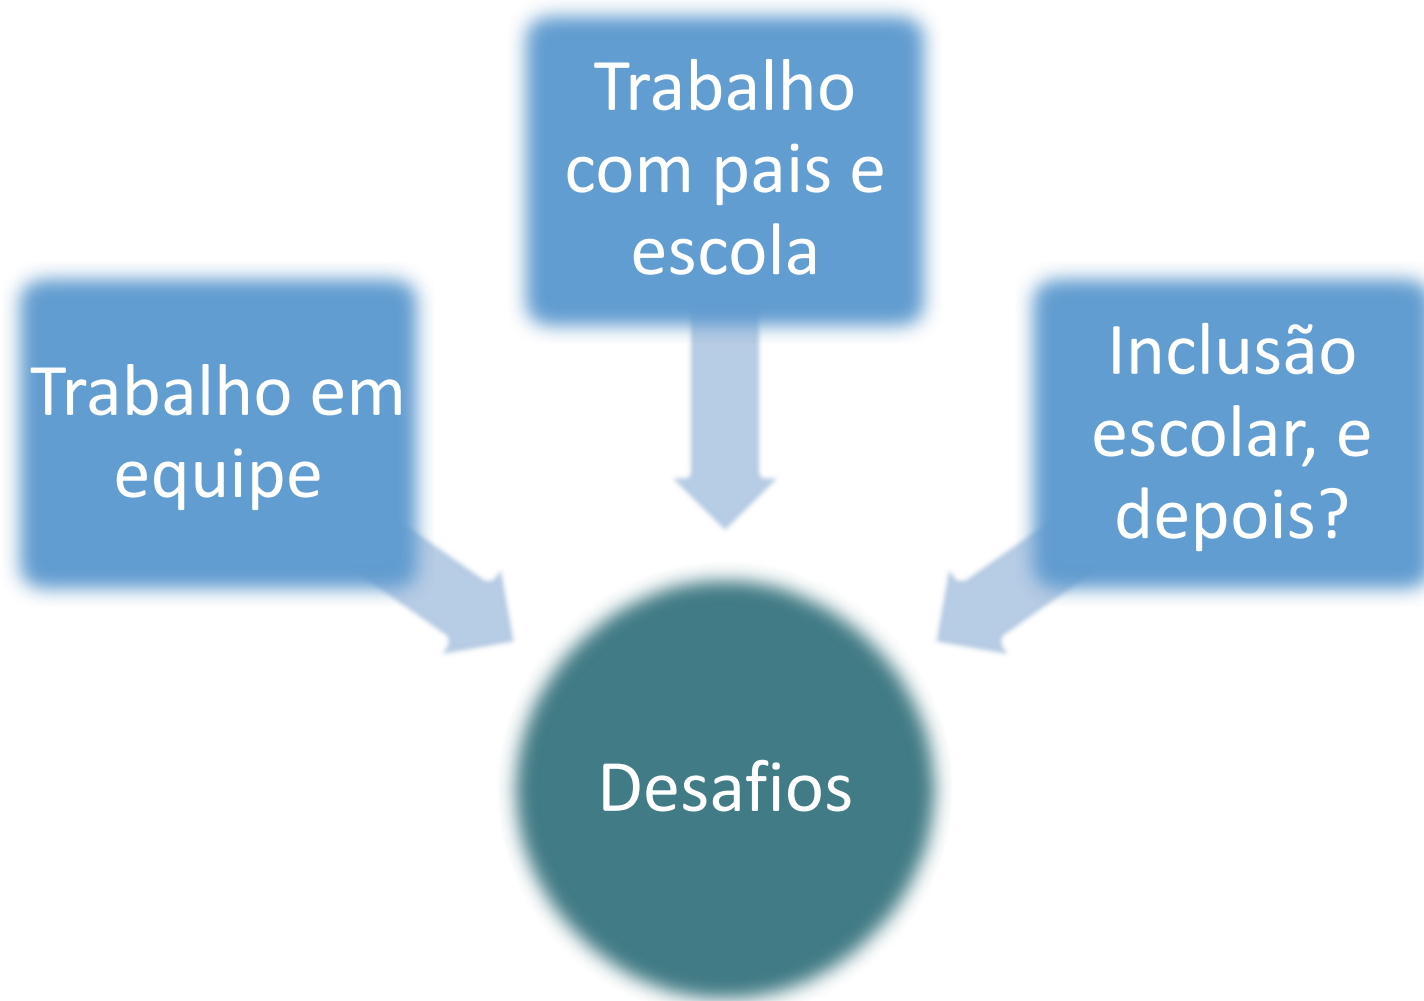 Trabalho
com pais e
escola
Trabalho em
equipe
Inclusão
escolar, e
depois?
Desafios